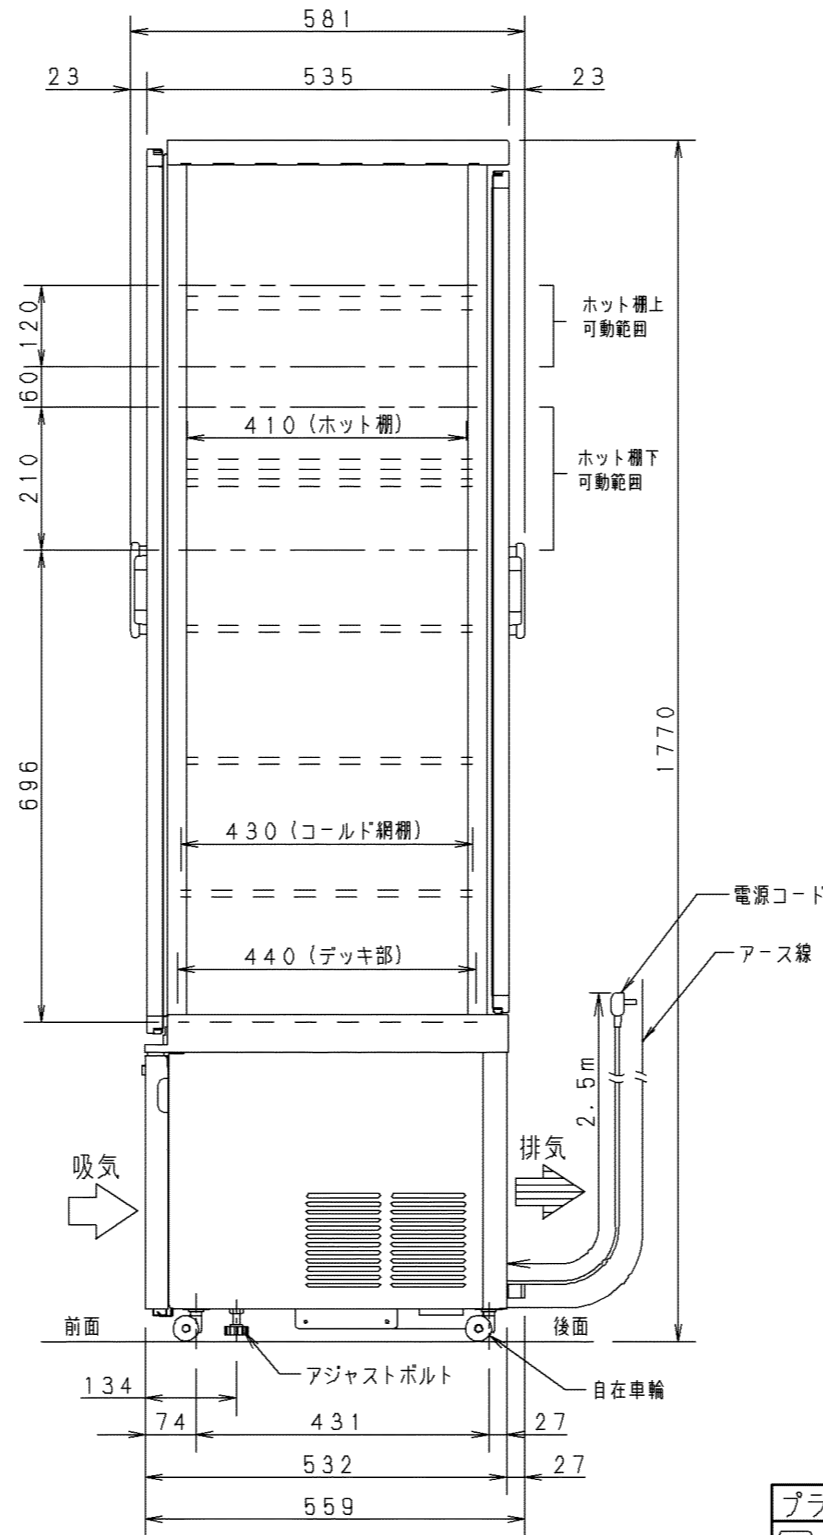 581
23
535
23
120
60
210
696
ホット棚上
可動範囲
410(ホット棚)
ホット棚下
可動範囲
1770
430(コールド網棚)
電源コード
440(デッキ部)
アース線
2.5m
吸気
排気
前面
後面
アジャストボルト
自在車輪
134
74
431
27
532
27
559
プラ